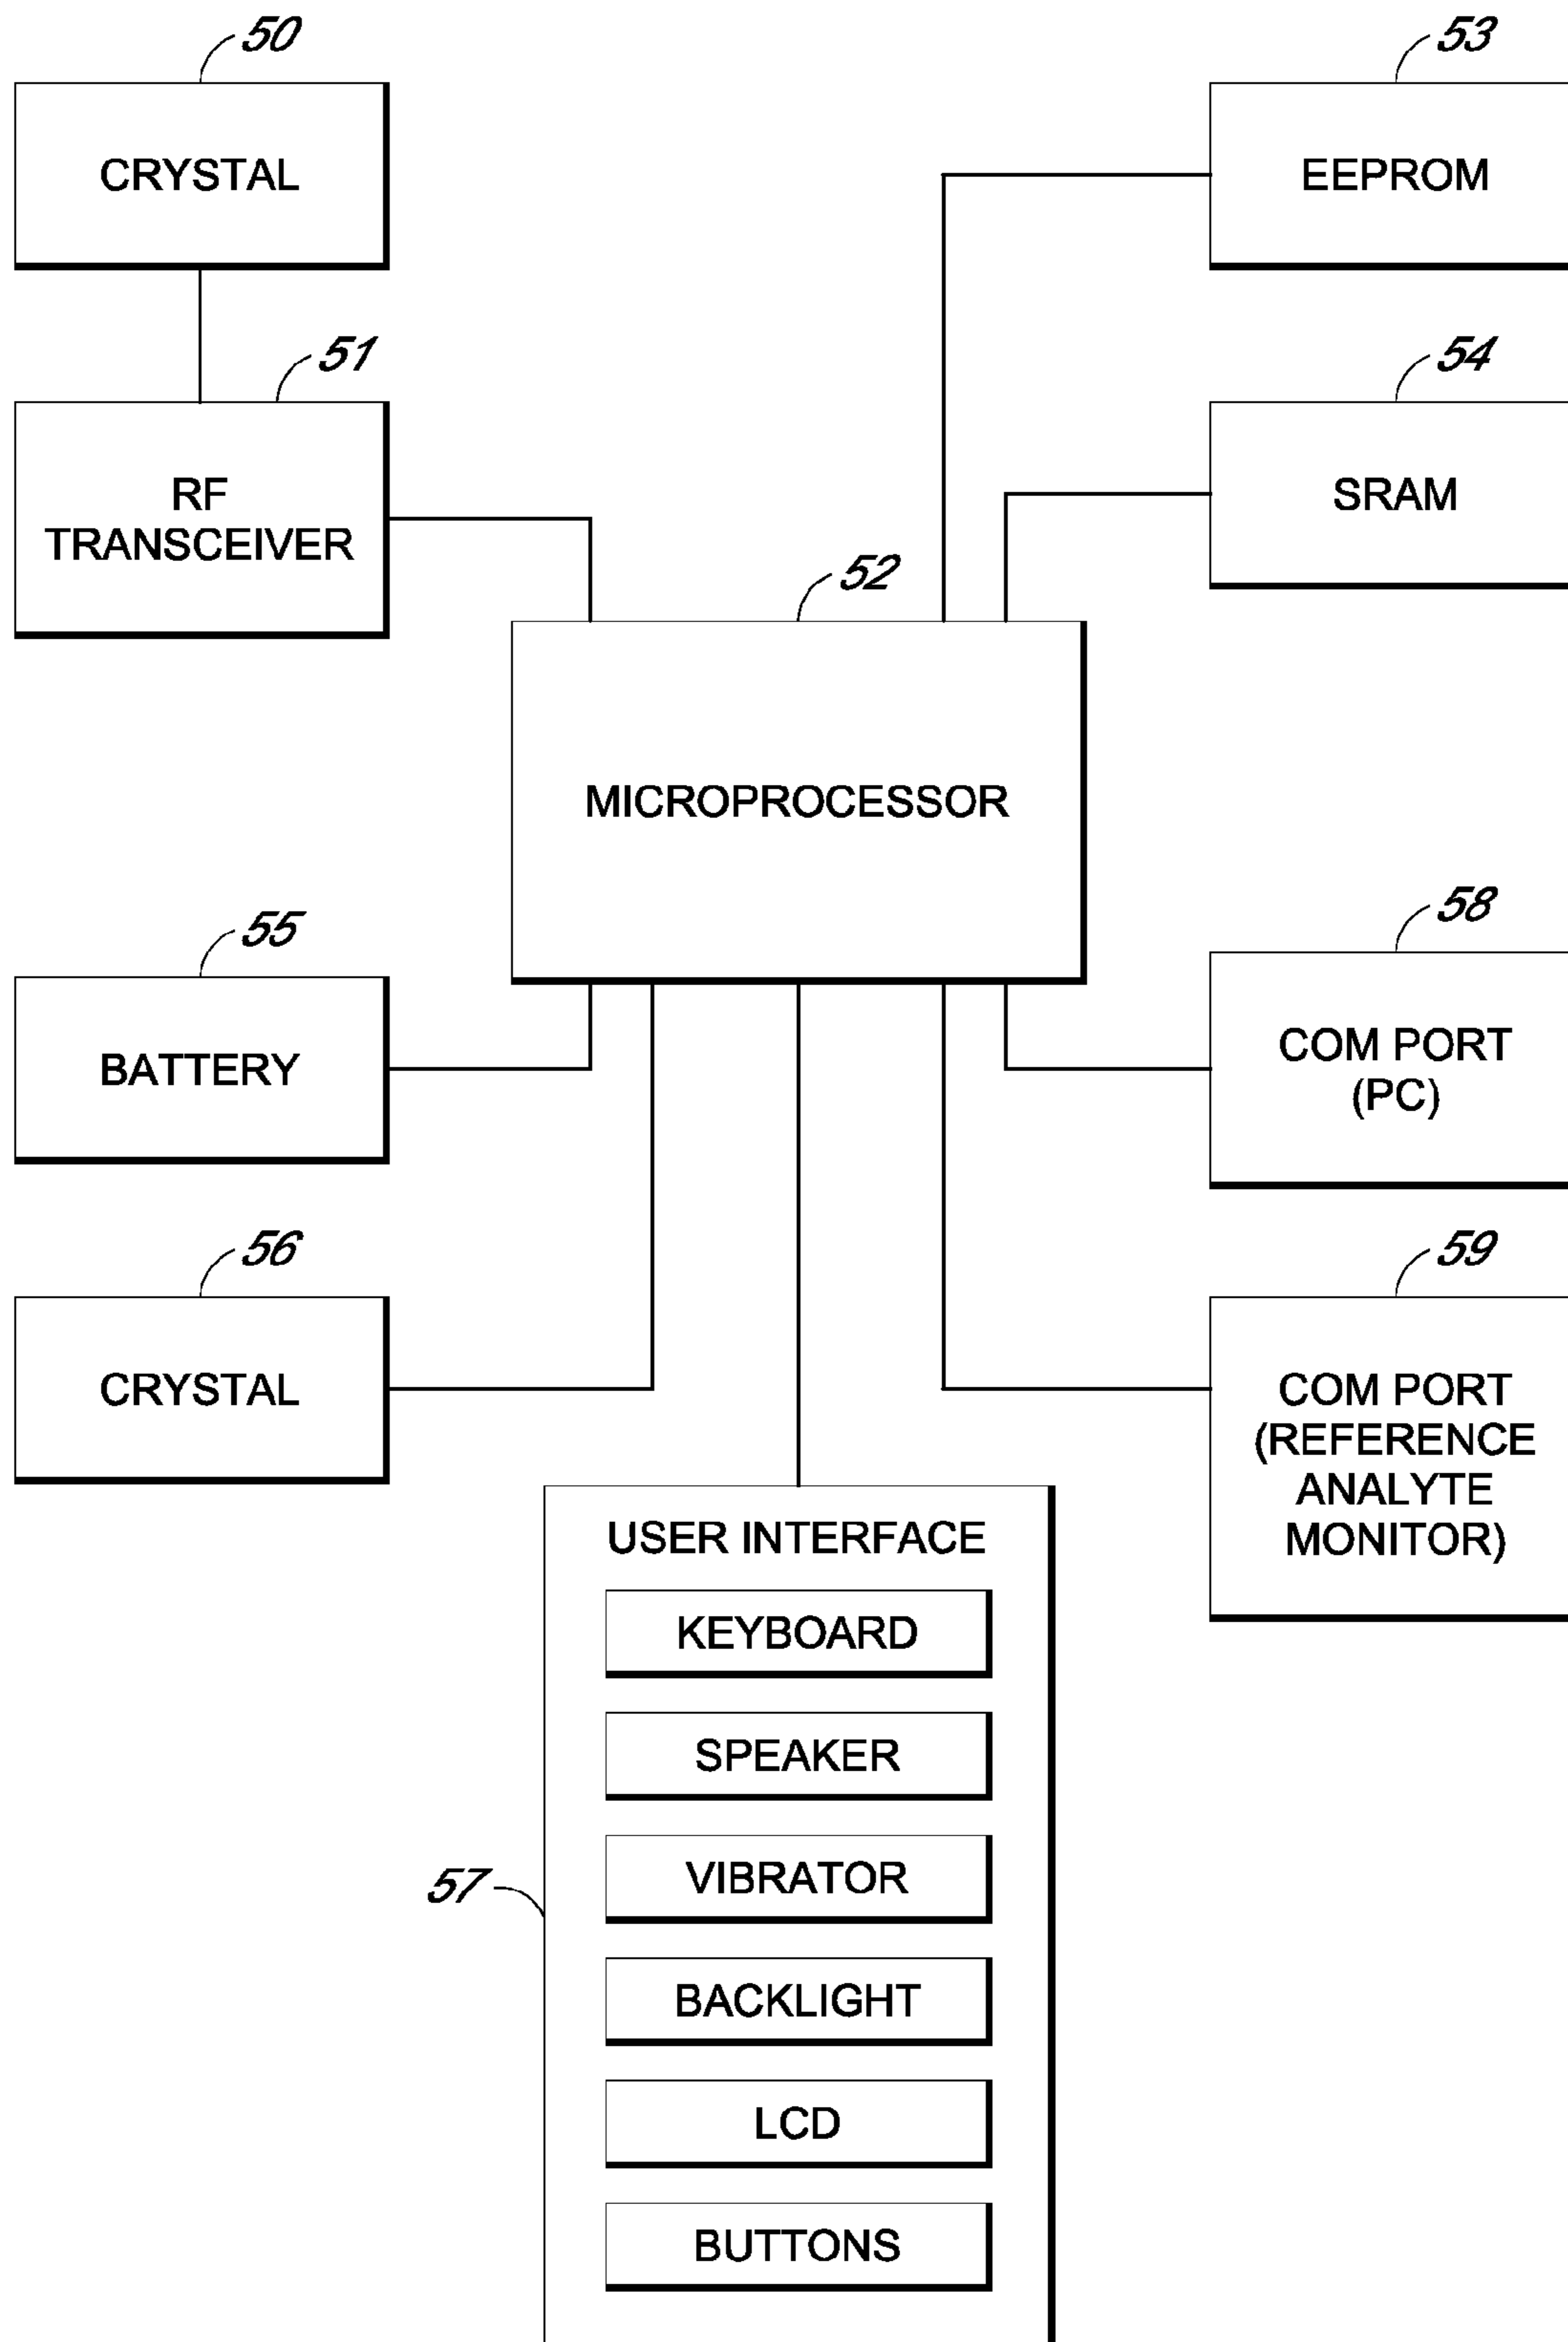 50
CRYSTAL
53
EEPROM
51
RF
TRANSCEIVER
54
SRAM
52
MICROPROCESSOR
55
BATTERY
58
COM PORT
(PC)
56
CRYSTAL
59
COM PORT
(REFERENCE
ANALYTE
MONITOR)
57
USER INTERFACE
KEYBOARD
SPEAKER
VIBRATOR
BACKLIGHT
LCD
BUTTONS